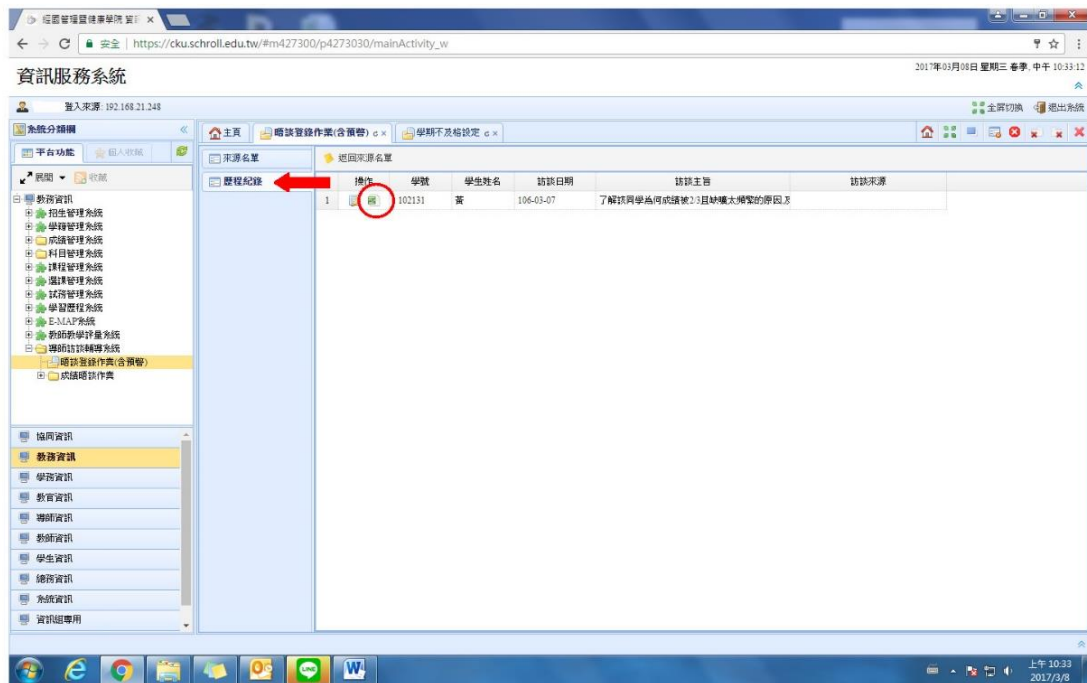 經國管理暨健康學院 資訊
安全 | https://cku.schroll.edu.tw/#m427300/p4273030/mainActivity_w
資訊服務系統
2017年03月08日 星期三 春季, 中午 10:33:12
登入來源: 192.168.21.248
全屏切換 退出系統
系統分類欄
主頁 晤談登錄作業(含預警) 學期不及格設定
平台功能 個人收藏
來源名單 返回來源名單
展開 收藏
歷程紀錄
操作 學號 學生姓名 訪談日期 訪談主旨 訪談來源
1 102131 黃 106-03-07 了解該同學為何成績被2/3且缺曠太頻繁的原因及
教務資訊
招生管理系統
學籍管理系統
成績管理系統
科目管理系統
課程管理系統
選課管理系統
試務管理系統
學習歷程系統
E-MAP系統
教師教學評量系統
導師訪談輔導系統
晤談登錄作業(含預警)
成績晤談作業
協同資訊
教務資訊
學務資訊
教官資訊
導師資訊
教師資訊
學生資訊
總務資訊
系統資訊
資訊組專用
上午 10:33
2017/3/8